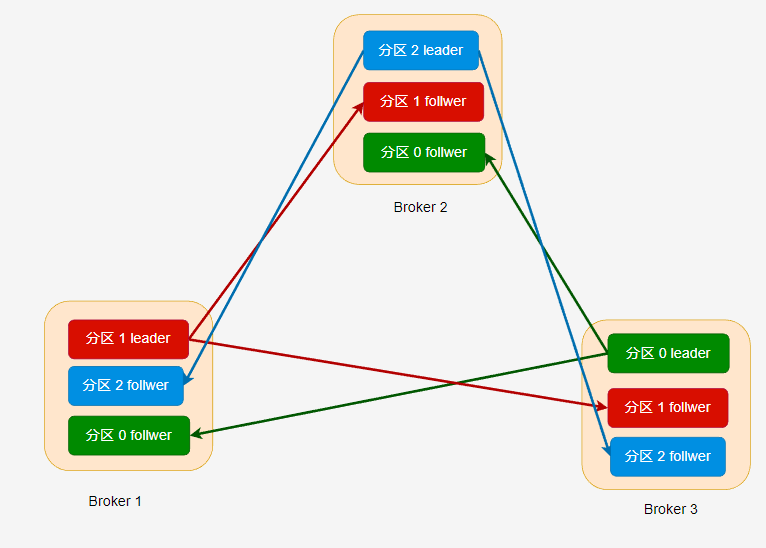 分区 2 leader
分区 1 follwer
分区 0 follwer
Broker 2
分区 1 leader
分区 2 follwer
分区 0 follwer
Broker 1
分区 0 leader
分区 1 follwer
分区 2 follwer
Broker 3